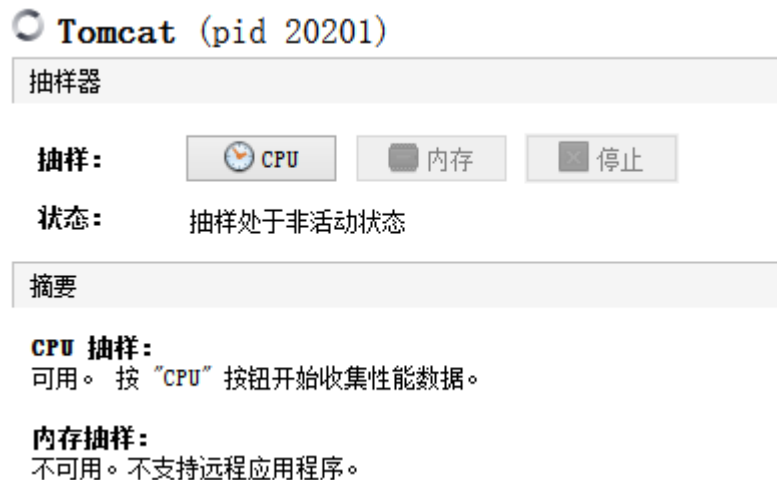 Tomcat (pid 20201)
抽样器
抽样： CPU 内存 停止
状态： 抽样处于非活动状态
摘要
CPU 抽样：
可用。 按 "CPU" 按钮开始收集性能数据。
内存抽样：
不可用。不支持远程应用程序。